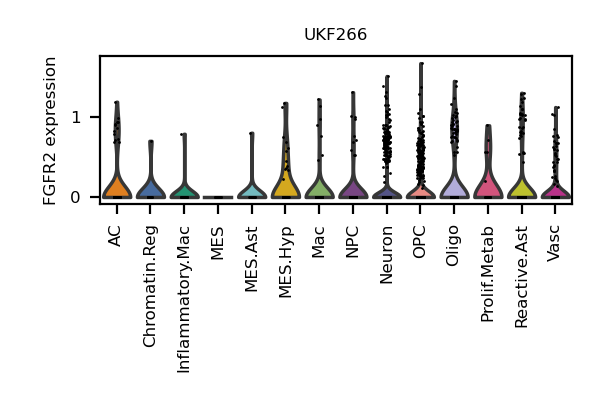 UKF266
FGFR2 expression
1
0
AC
Chromatin.Reg
Inflammatory.Mac
MES
MES.Ast
MES.Hyp
Mac
NPC
Neuron
OPC
Oligo
Prolif.Metab
Reactive.Ast
Vasc